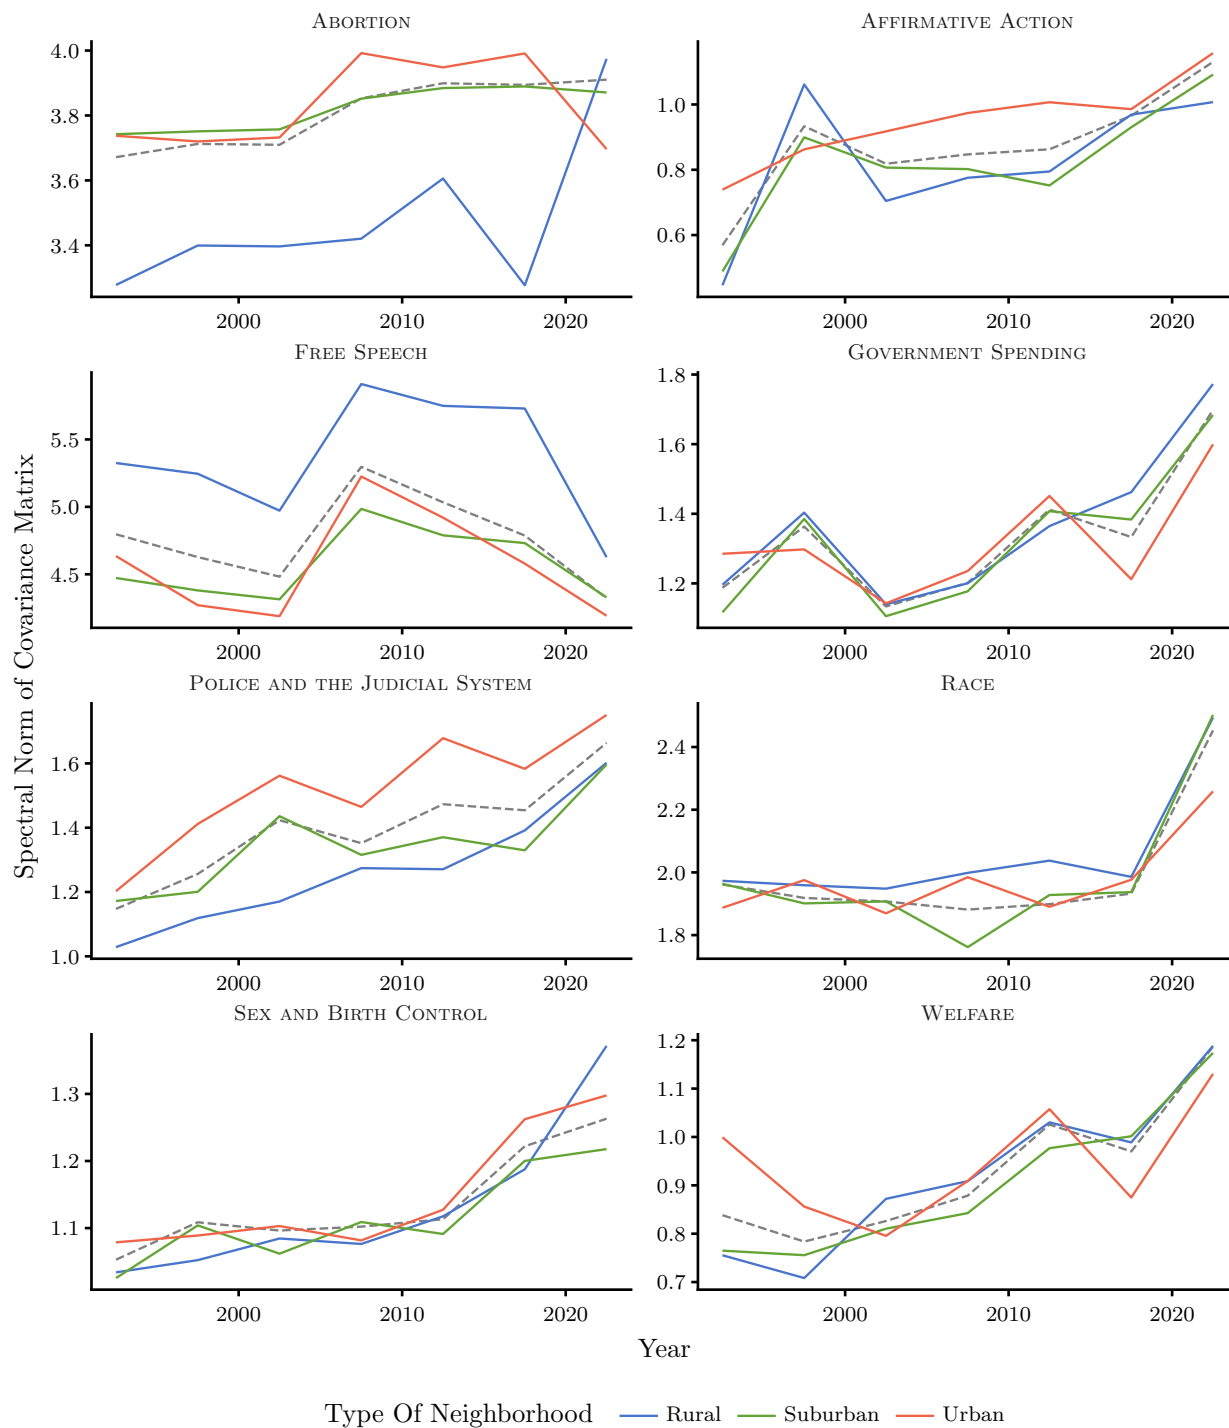 Abortion
4.0
3.8
3.6
3.4
2000 2010 2020
Affirmative Action
1.0
0.8
0.6
2000 2010 2020
Free Speech
5.5
5.0
4.5
2000 2010 2020
Government Spending
1.8
1.6
1.4
1.2
2000 2010 2020
Spectral Norm of Covariance Matrix
Police and the Judicial System
1.6
1.4
1.2
1.0
2000 2010 2020
Race
2.4
2.2
2.0
1.8
2000 2010 2020
Sex and Birth Control
1.3
1.2
1.1
2000 2010 2020
Welfare
1.2
1.1
1.0
0.9
0.8
0.7
2000 2010 2020
Year
Type Of Neighborhood Rural Suburban Urban